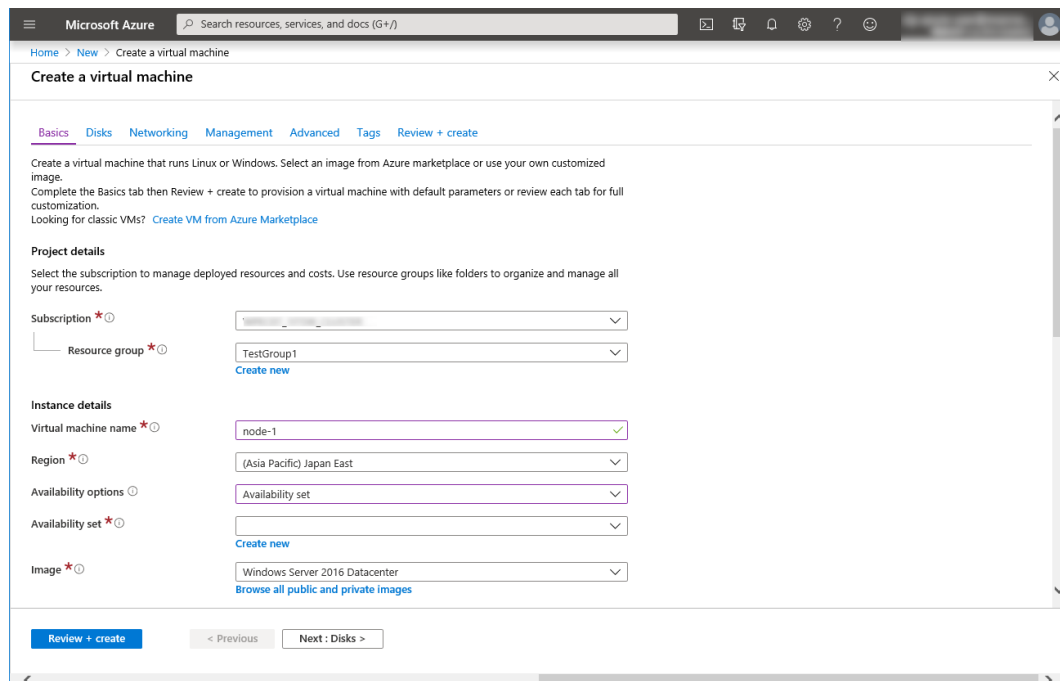 Microsoft Azure
Search resources, services, and docs (G+/)
Home > New > Create a virtual machine
Create a virtual machine
Basics Disks Networking Management Advanced Tags Review + create
Create a virtual machine that runs Linux or Windows. Select an image from Azure marketplace or use your own customized
image.
Complete the Basics tab then Review + create to provision a virtual machine with default parameters or review each tab for full
customization.
Looking for classic VMs? Create VM from Azure Marketplace
Project details
Select the subscription to manage deployed resources and costs. Use resource groups like folders to organize and manage all
your resources.
Subscription *
Resource group * TestGroup1
Create new
Instance details
Virtual machine name * node-1
Region * (Asia Pacific) Japan East
Availability options Availability set
Availability set *
Create new
Image * Windows Server 2016 Datacenter
Browse all public and private images
Review + create < Previous Next : Disks >